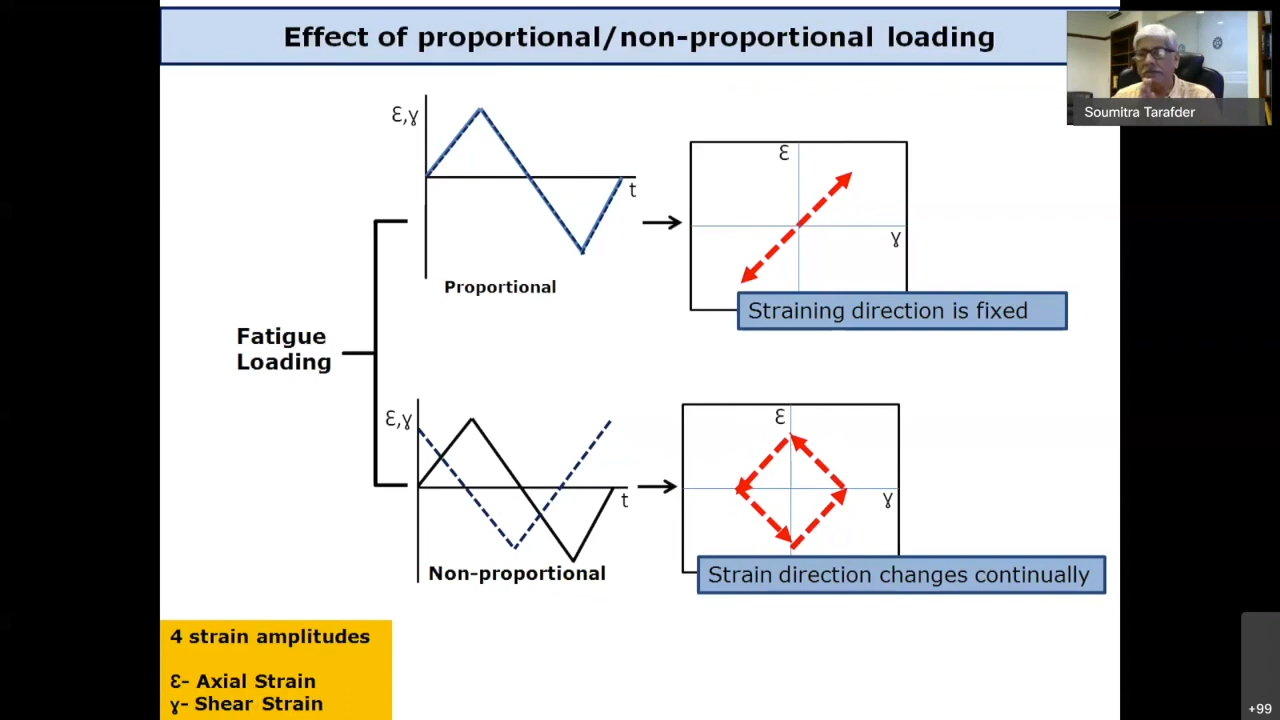 Effect of proportional/non-proportional loading
Soumitra Tarafder
Ɛ,ɣ
t
Proportional
Ɛ
ɣ
Straining direction is fixed
Fatigue
Loading
Ɛ,ɣ
t
Non-proportional
Ɛ
ɣ
Strain direction changes continually
4 strain amplitudes
Ɛ- Axial Strain
ɣ- Shear Strain
+99